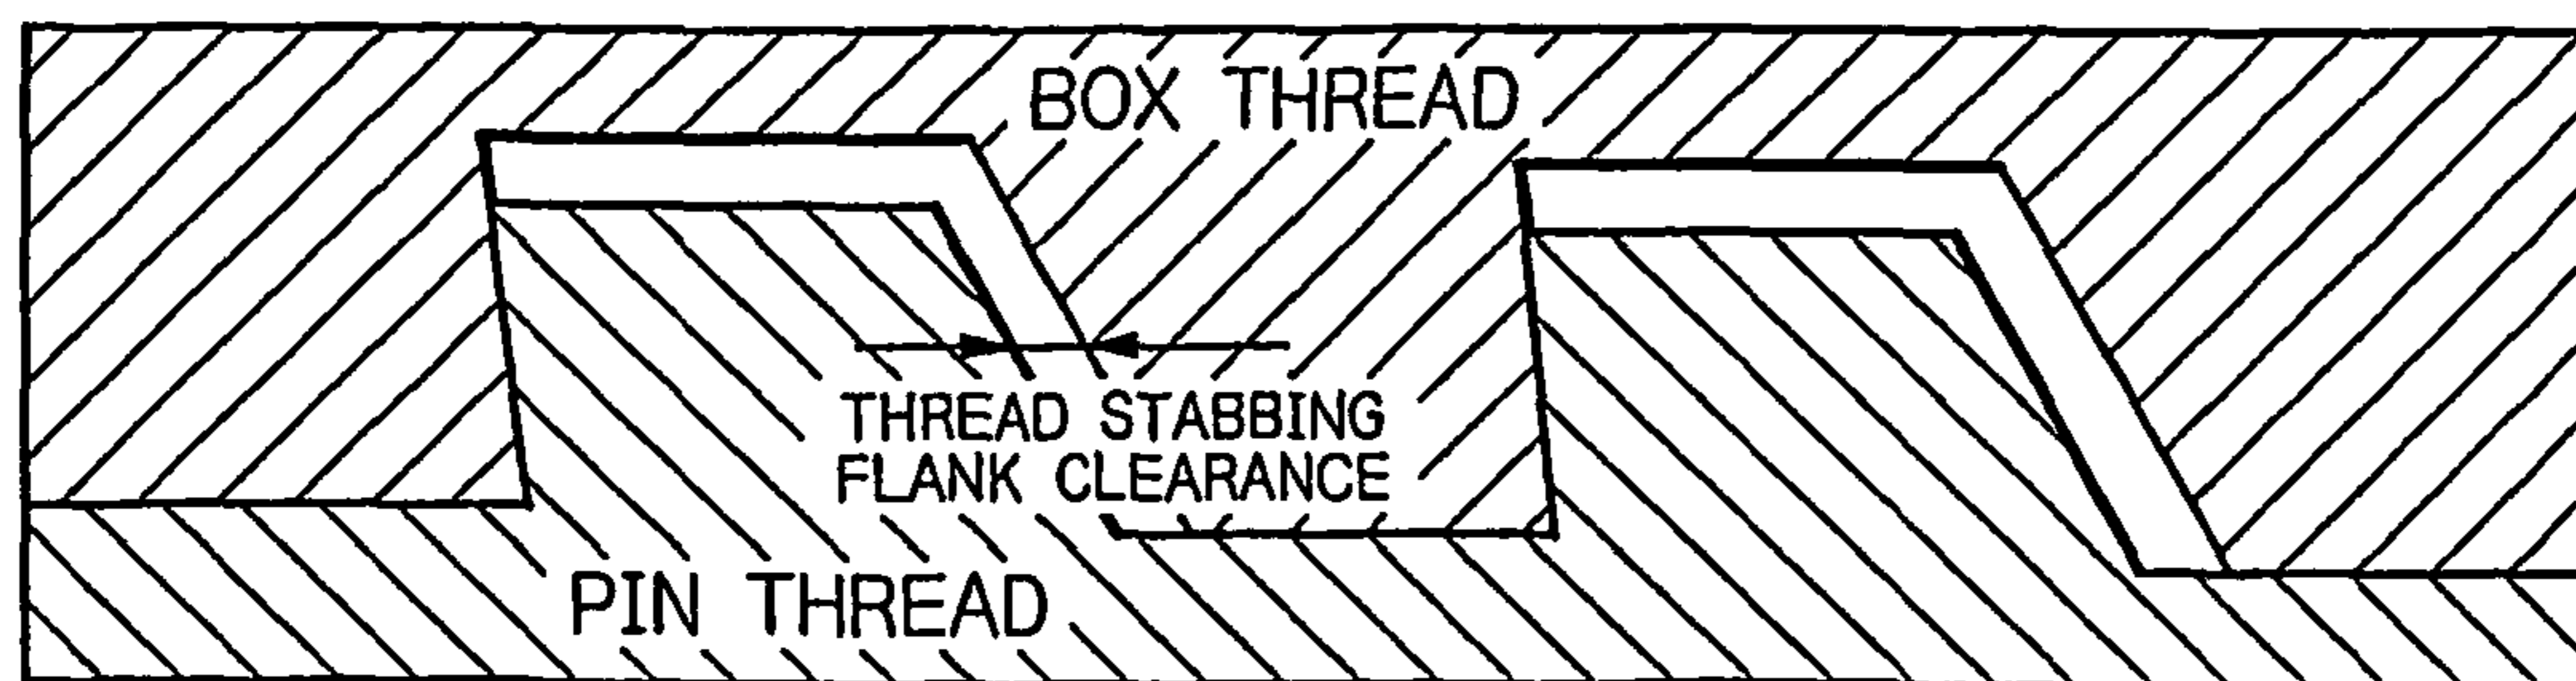 BOX THREAD
THREAD STABBING
FLANK CLEARANCE
PIN THREAD